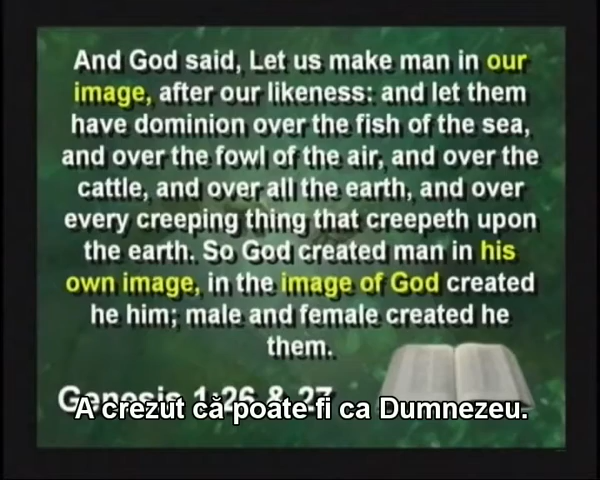 And God said, Let us make man in our
image, after our likeness: and let them
have dominion over the fish of the sea,
and over the fowl of the air, and over the
cattle, and over all the earth, and over
every creeping thing that creepeth upon
the earth. So God created man in his
own image, in the image of God created
he him; male and female created he
them.
Genesis 1:26 & 27
A crezut că poate fi ca Dumnezeu.